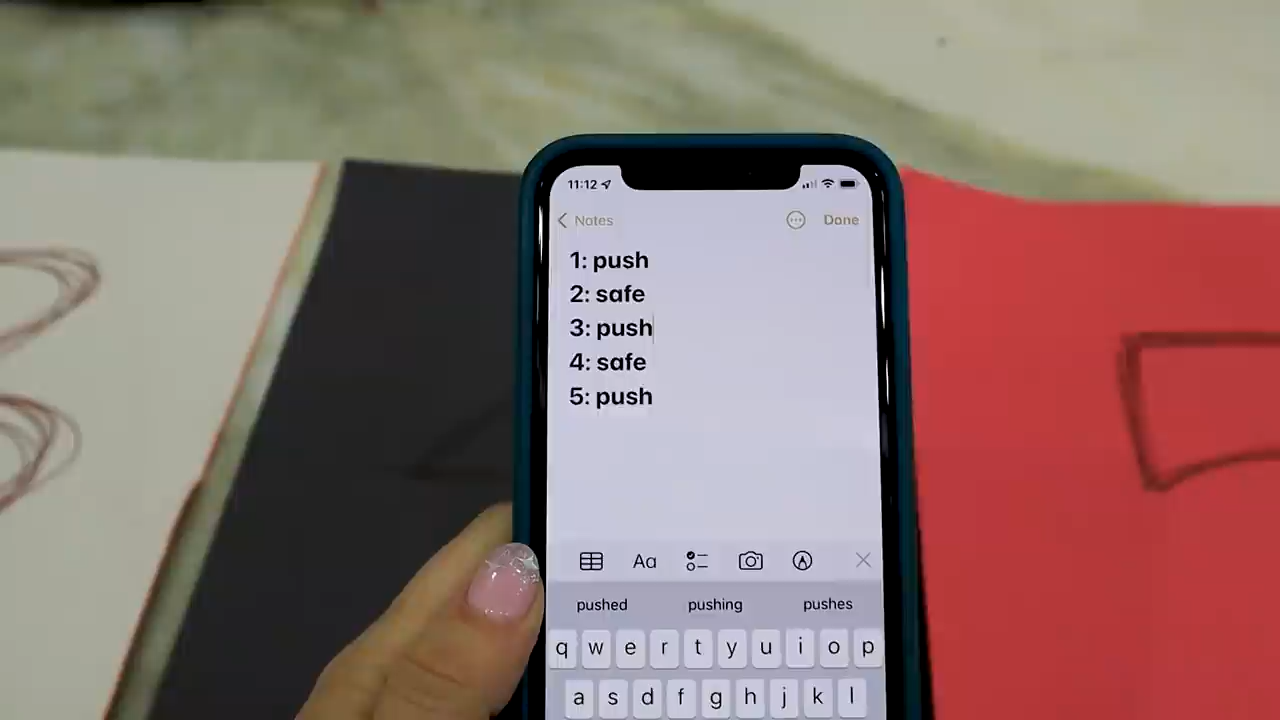 11:12
Notes
Done
1: push
2: safe
3: push
4: safe
5: push
Aa
pushed pushing pushes
q w e r t y u i o p
a s d f g h j k l